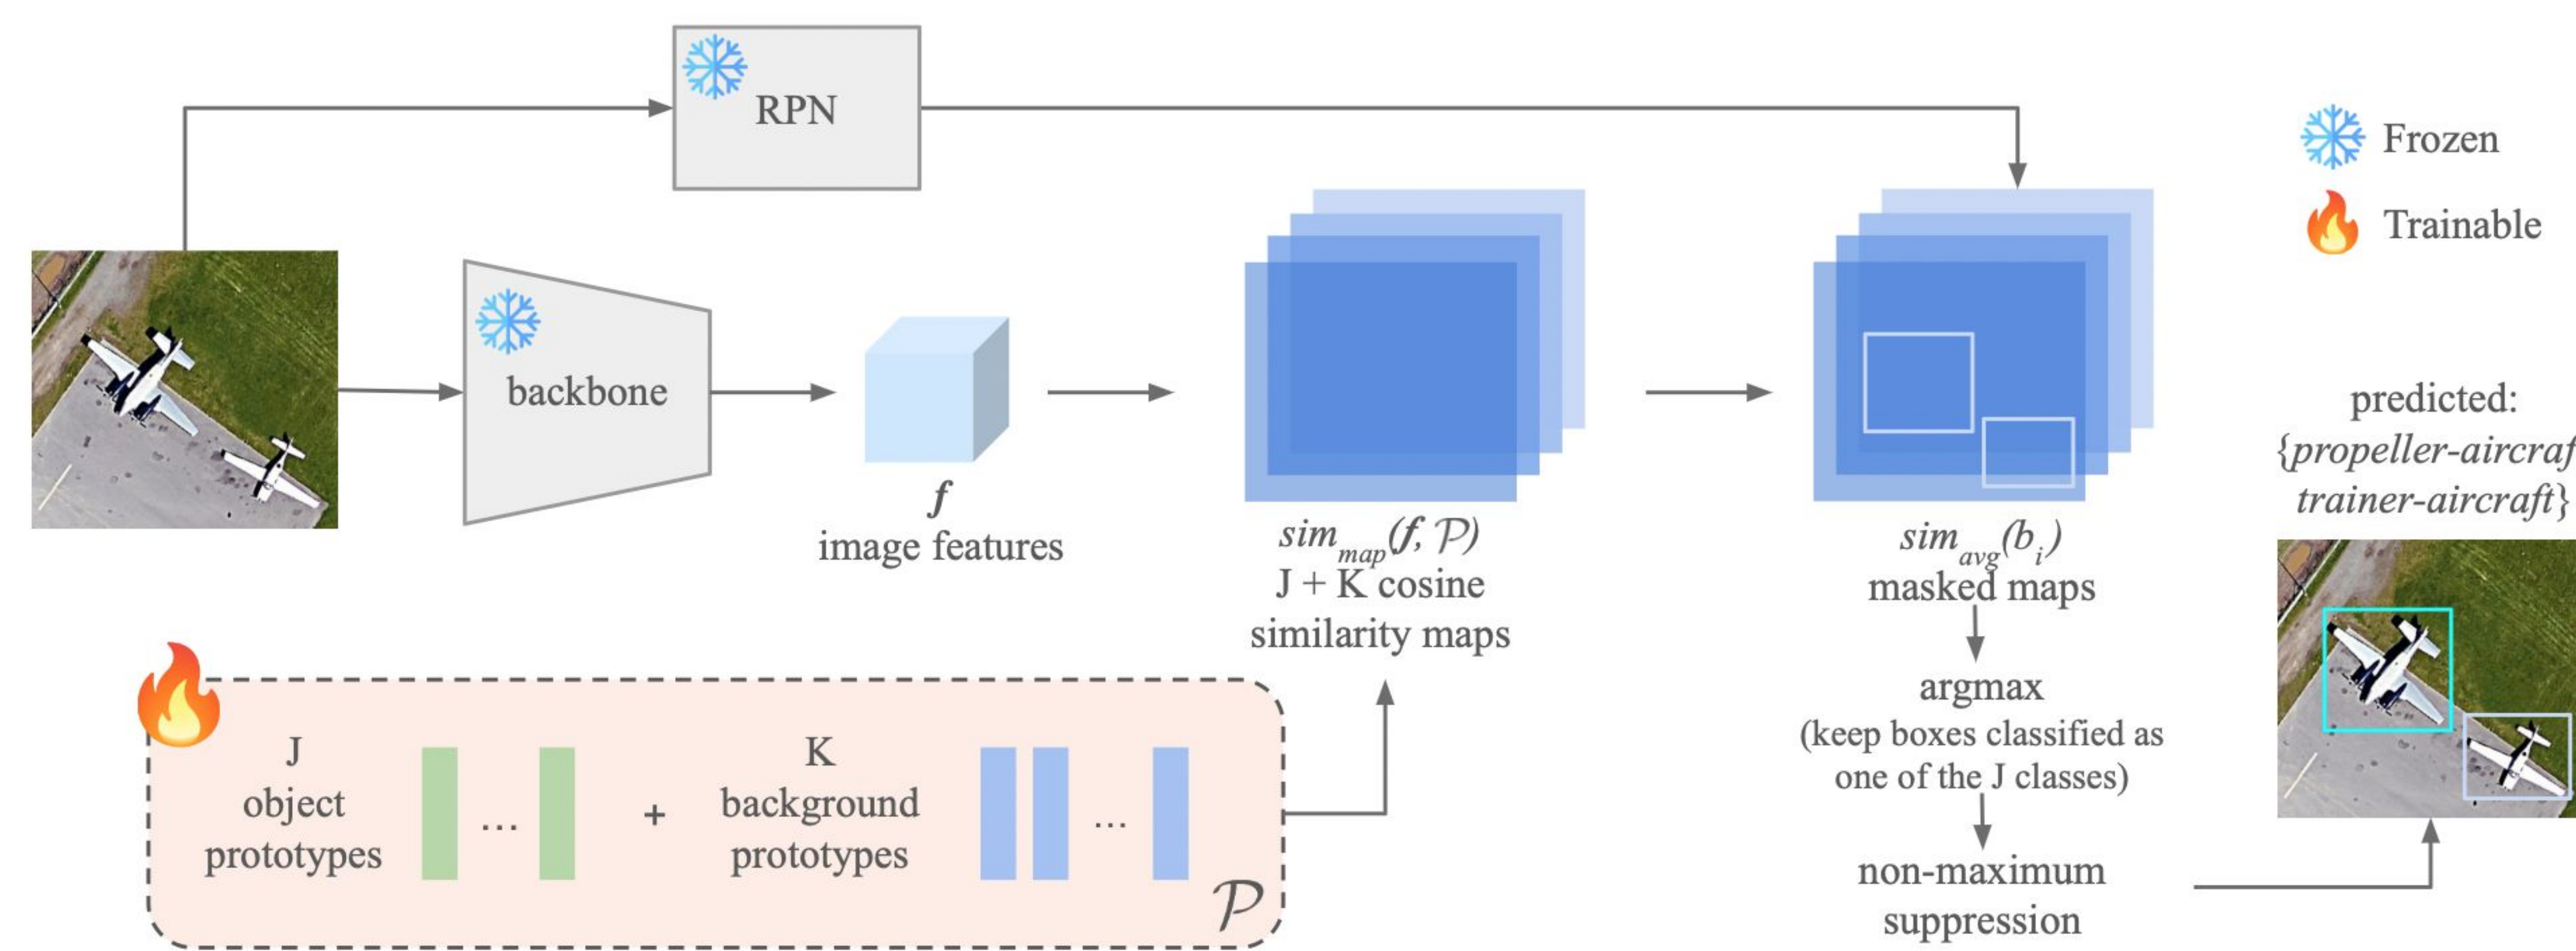 RPN
Frozen
Trainable
backbone
f
image features
sim_map(f, P)
J + K cosine
similarity maps
sim_avg(b_i)
masked maps
argmax
(keep boxes classified as
one of the J classes)
non-maximum
suppression
predicted:
{propeller-aircraf
trainer-aircraft}
J
object
prototypes
...
+
K
background
prototypes
...
P